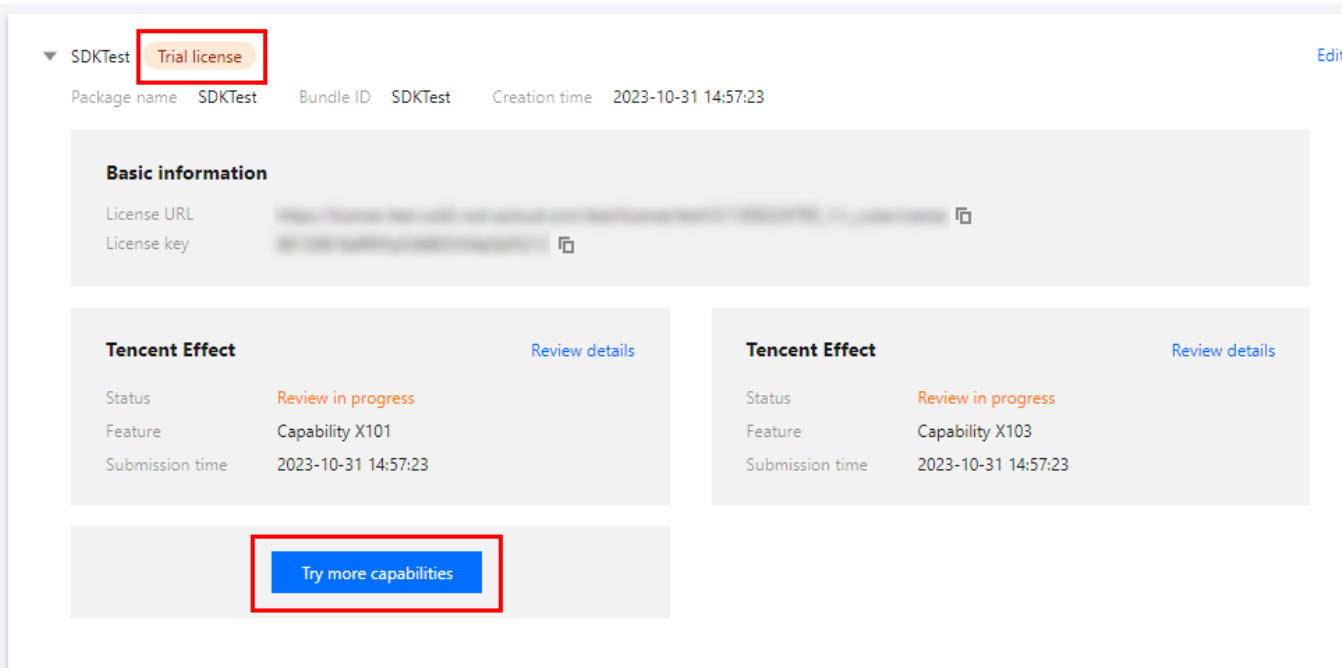 SDKTest Trial license Edit
Package name SDKTest Bundle ID SDKTest Creation time 2023-10-31 14:57:23
Basic information
License URL
License key
Tencent Effect Review details
Status Review in progress
Feature Capability X101
Submission time 2023-10-31 14:57:23
Tencent Effect Review details
Status Review in progress
Feature Capability X103
Submission time 2023-10-31 14:57:23
Try more capabilities